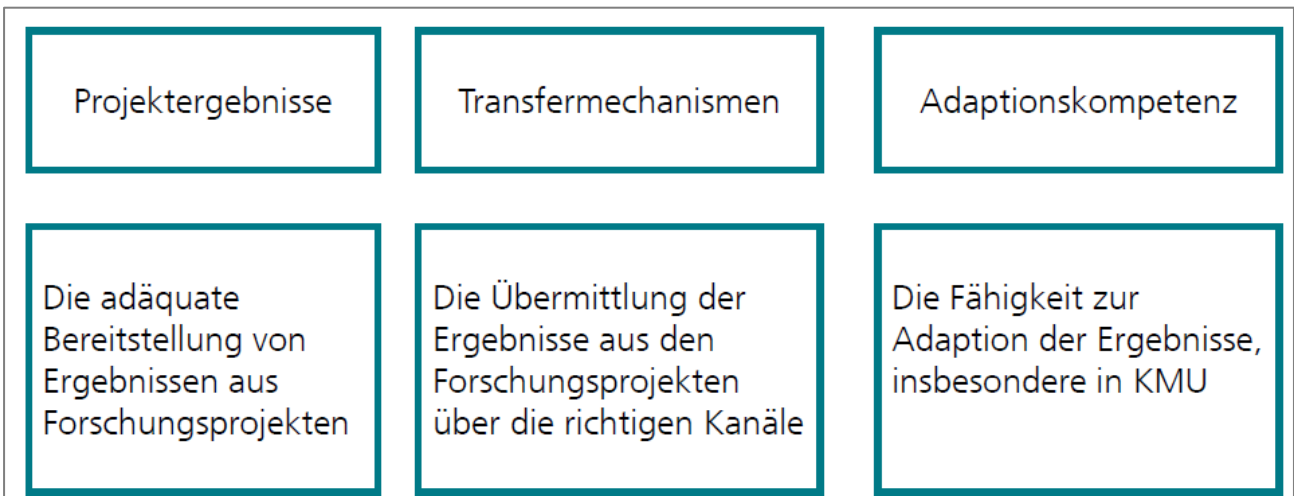 Projektergebnisse
Transfermechanismen
Adaptionskompetenz
Die adäquate
Bereitstellung von
Ergebnissen aus
Forschungsprojekten
Die Übermittlung der
Ergebnisse aus den
Forschungsprojekten
über die richtigen Kanäle
Die Fähigkeit zur
Adaption der Ergebnisse,
insbesondere in KMU